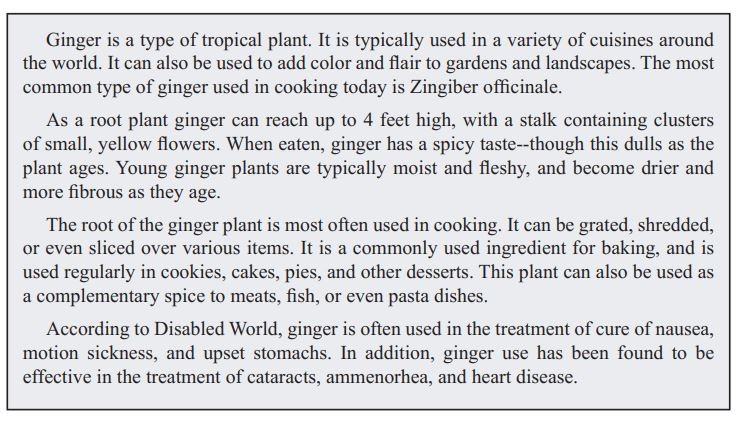 Ginger is a type of tropical plant. It is typically used in a variety of cuisines around
the world. It can also be used to add color and flair to gardens and landscapes. The most
common type of ginger used in cooking today is Zingiber officinale.
As a root plant ginger can reach up to 4 feet high, with a stalk containing clusters
of small, yellow flowers. When eaten, ginger has a spicy taste--though this dulls as the
plant ages. Young ginger plants are typically moist and fleshy, and become drier and
more fibrous as they age.
The root of the ginger plant is most often used in cooking. It can be grated, shredded,
or even sliced over various items. It is a commonly used ingredient for baking, and is
used regularly in cookies, cakes, pies, and other desserts. This plant can also be used as
a complementary spice to meats, fish, or even pasta dishes.
According to Disabled World, ginger is often used in the treatment of cure of nausea,
motion sickness, and upset stomachs. In addition, ginger use has been found to be
effective in the treatment of cataracts, ammenorhea, and heart disease.